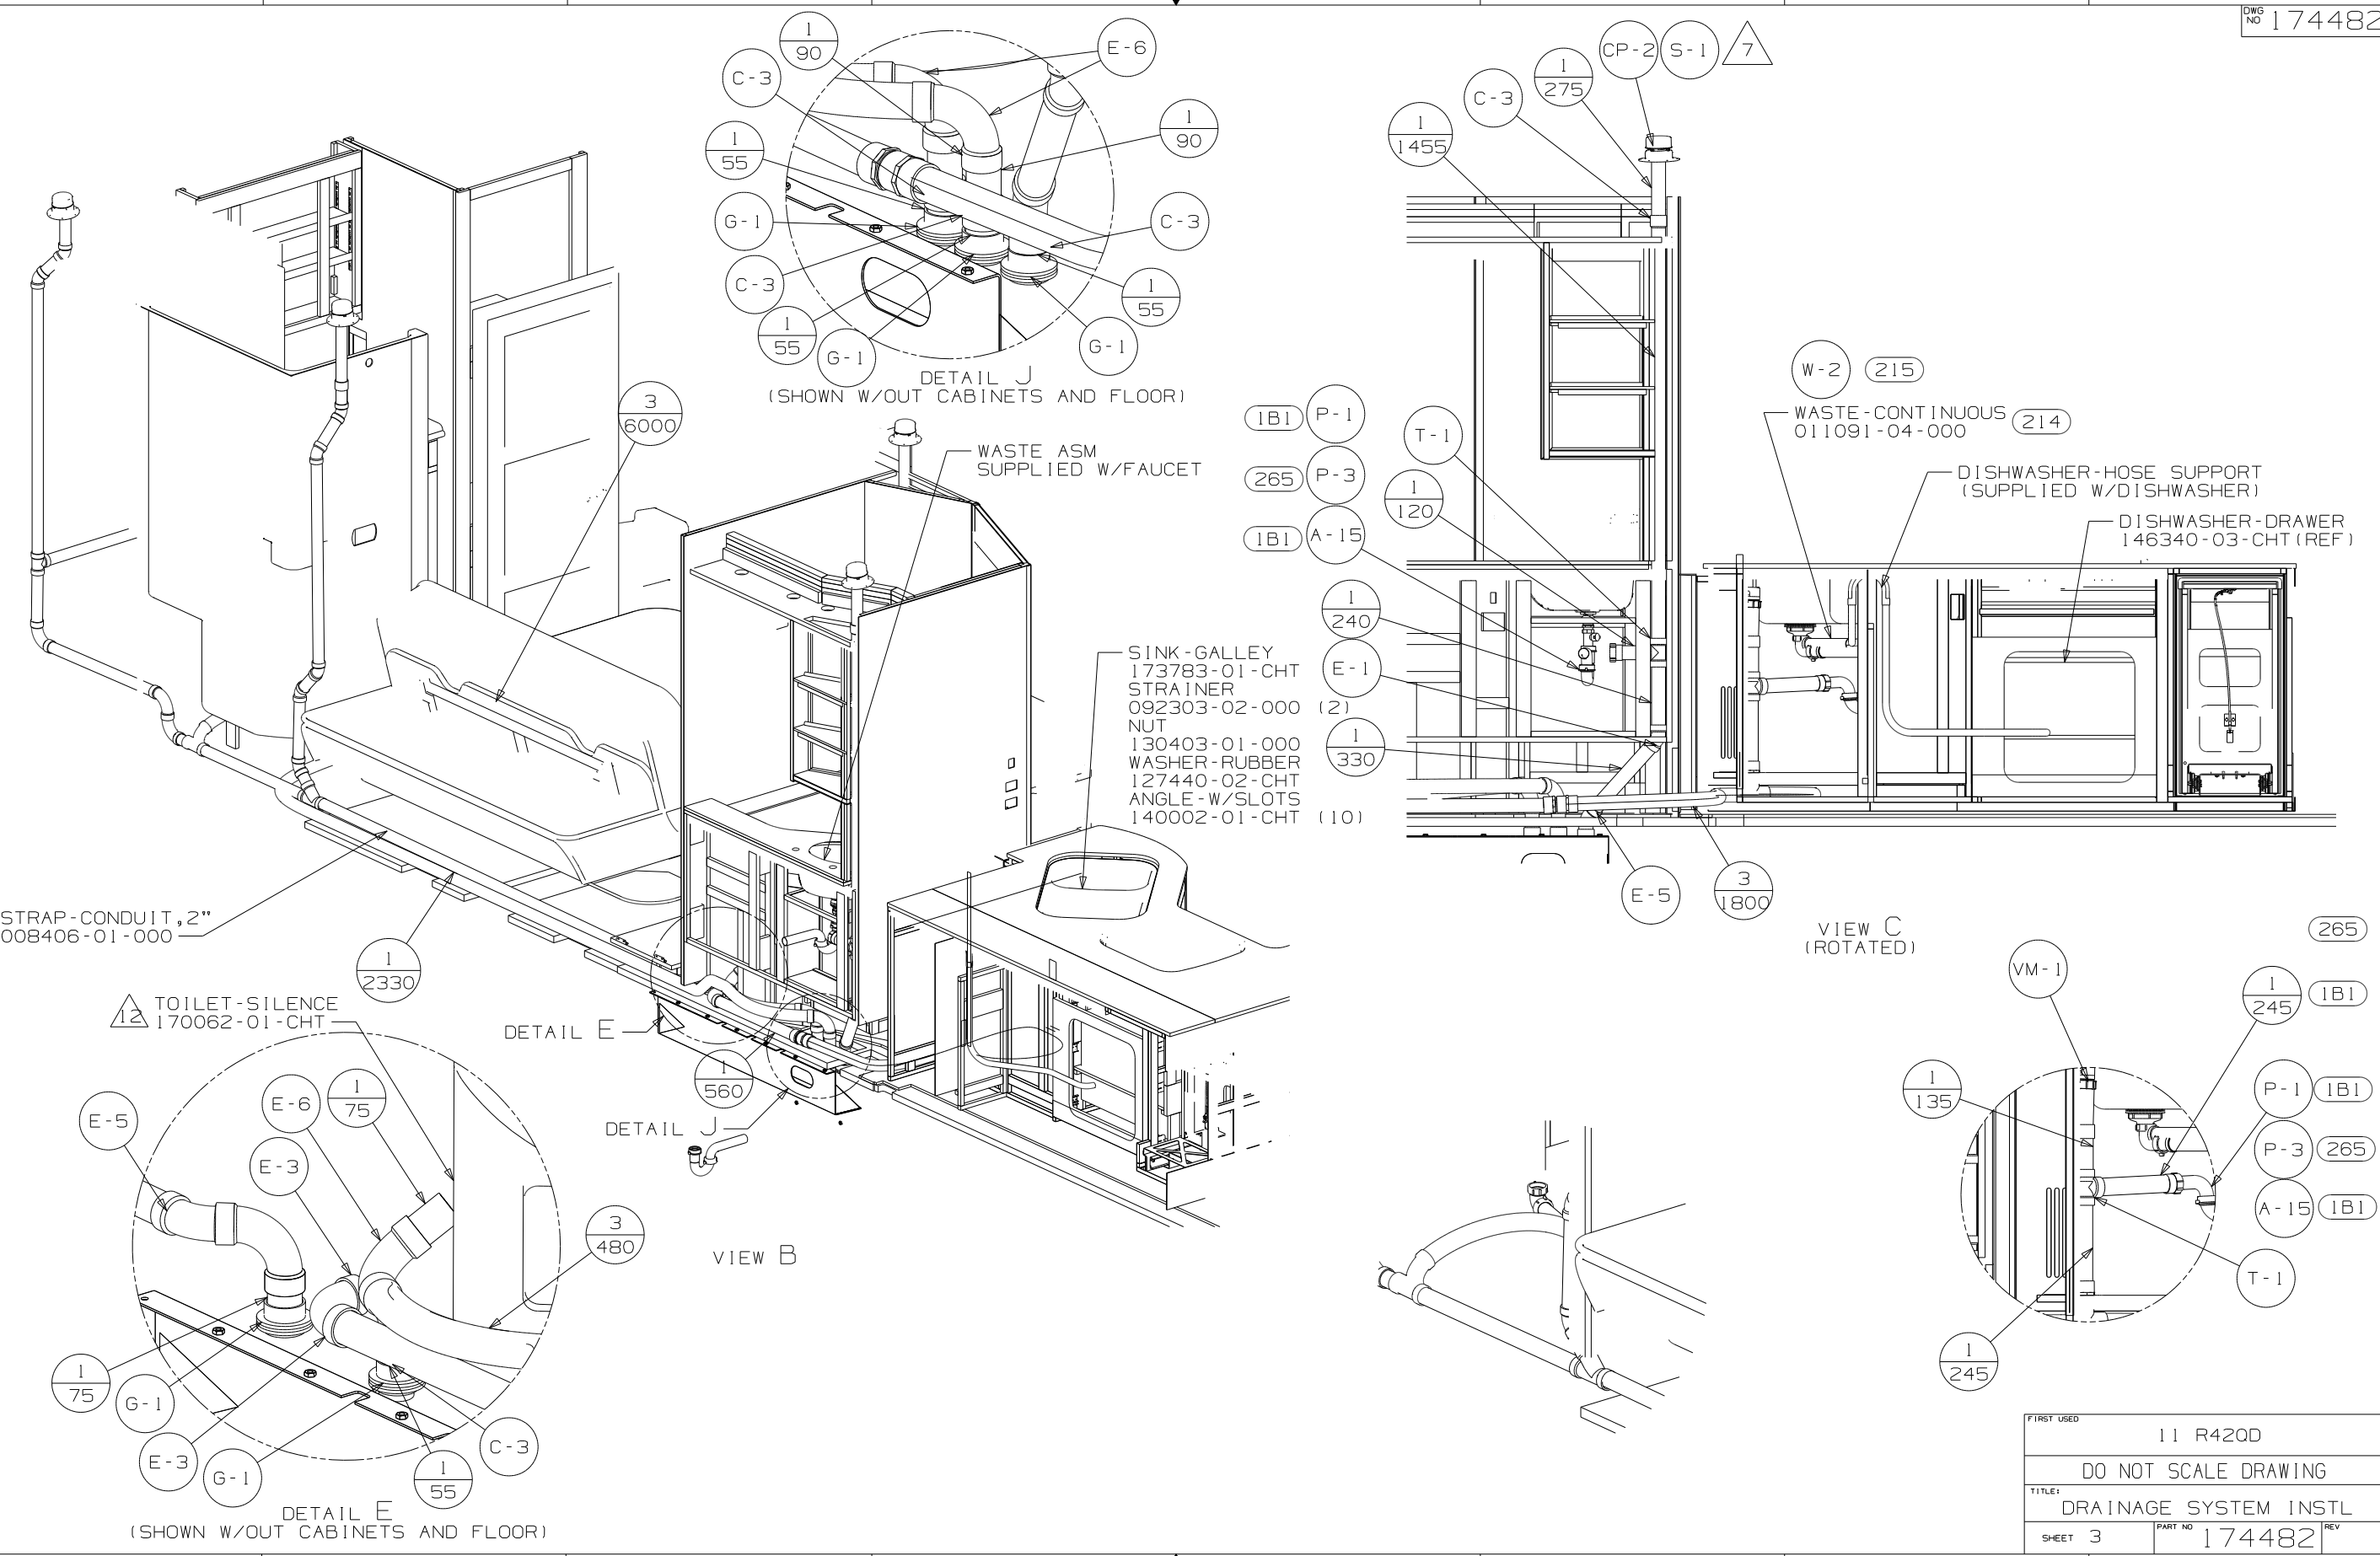 DWG NO 174482
1
90
E-6
C-3
1
90
1
55
G-1
C-3
C-3
1
55
1
55
G-1
G-1
DETAIL J
(SHOWN W/OUT CABINETS AND FLOOR)
3
6000
WASTE ASM
SUPPLIED W/FAUCET
CP-2
S-1
7
1
275
C-3
1
1455
W-2
215
WASTE-CONTINUOUS
011091-04-000
214
DISHWASHER-HOSE SUPPORT
(SUPPLIED W/DISHWASHER)
DISHWASHER-DRAWER
146340-03-CHT(REF)
1B1
P-1
T-1
265
P-3
1
120
1B1
A-15
1
240
E-1
1
330
SINK-GALLEY
173783-01-CHT
STRAINER
092303-02-000 (2)
NUT
130403-01-000
WASHER-RUBBER
127440-02-CHT
ANGLE-W/SLOTS
140002-01-CHT (10)
E-5
3
1800
VIEW C
(ROTATED)
STRAP-CONDUIT,2"
008406-01-000
1
2330
12
TOILET-SILENCE
170062-01-CHT
DETAIL E
1
560
DETAIL J
VIEW B
E-5
E-6
1
75
E-3
3
480
1
75
G-1
E-3
G-1
1
55
C-3
DETAIL E
(SHOWN W/OUT CABINETS AND FLOOR)
265
VM-1
1
245
1B1
1
135
P-1
1B1
P-3
265
A-15
1B1
T-1
1
245
FIRST USED
11 R42QD
DO NOT SCALE DRAWING
TITLE:
DRAINAGE SYSTEM INSTL
SHEET 3
PART NO 174482
REV